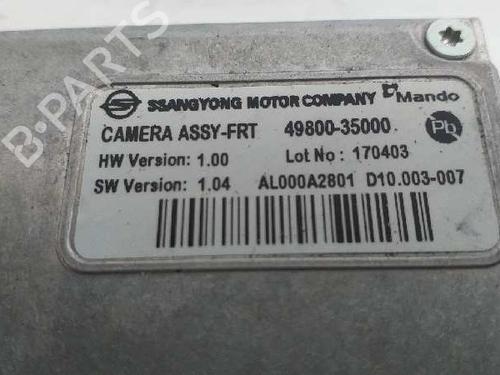 B-PARTS
SSANGYONG MOTOR COMPANY Mando
CAMERA ASSY-FRT 49800-35000 Pb
HW Version: 1.00 Lot No: 170403
SW Version: 1.04 AL000A2801 D10.003-007